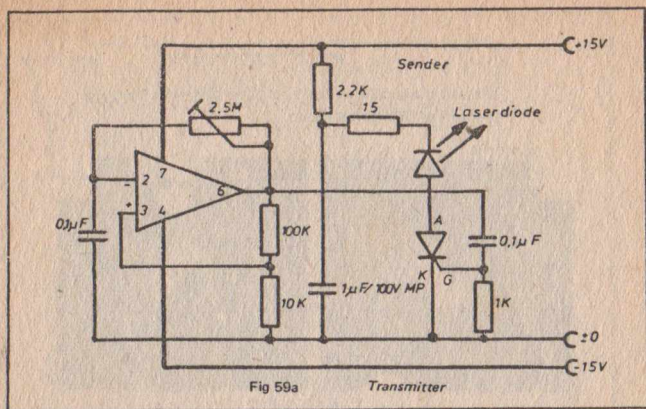 +15V
Sender
2,2K
2,5M
15
Laserdiode
7
2
-
6
+
3
4
0,1µF
100K
A
0,1µF
K
G
10K
1µF/100V MP
1K
±0
-15V
Fig 59a
Transmitter